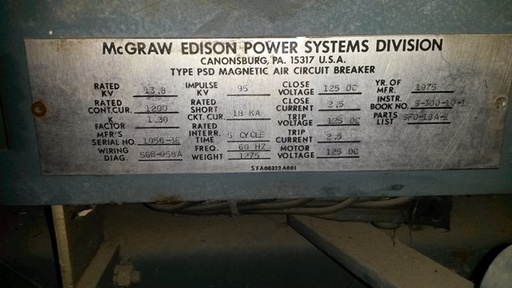 McGRAW EDISON POWER SYSTEMS DIVISION
CANONSBURG, PA. 15317 U.S.A.
TYPE PSD MAGNETIC AIR CIRCUIT BREAKER
RATED KV 13.8 IMPULSE KV 95 CLOSE VOLTAGE 125 DC YR. OF MFR. 1975
RATED CONT. CUR. 1200 RATED SHORT CKT. CUR. 18 KA CLOSE CURRENT 2.5 INSTR. BOOK NO.
K FACTOR 1.30 RATED INTERR. TIME 5 CYCLE TRIP VOLTAGE 125 DC PARTS LIST
MFR'S SERIAL NO. FREQ. 60 HZ TRIP CURRENT 2.5
WIRING DIAG. WEIGHT 1275 MOTOR VOLTAGE 125 DC